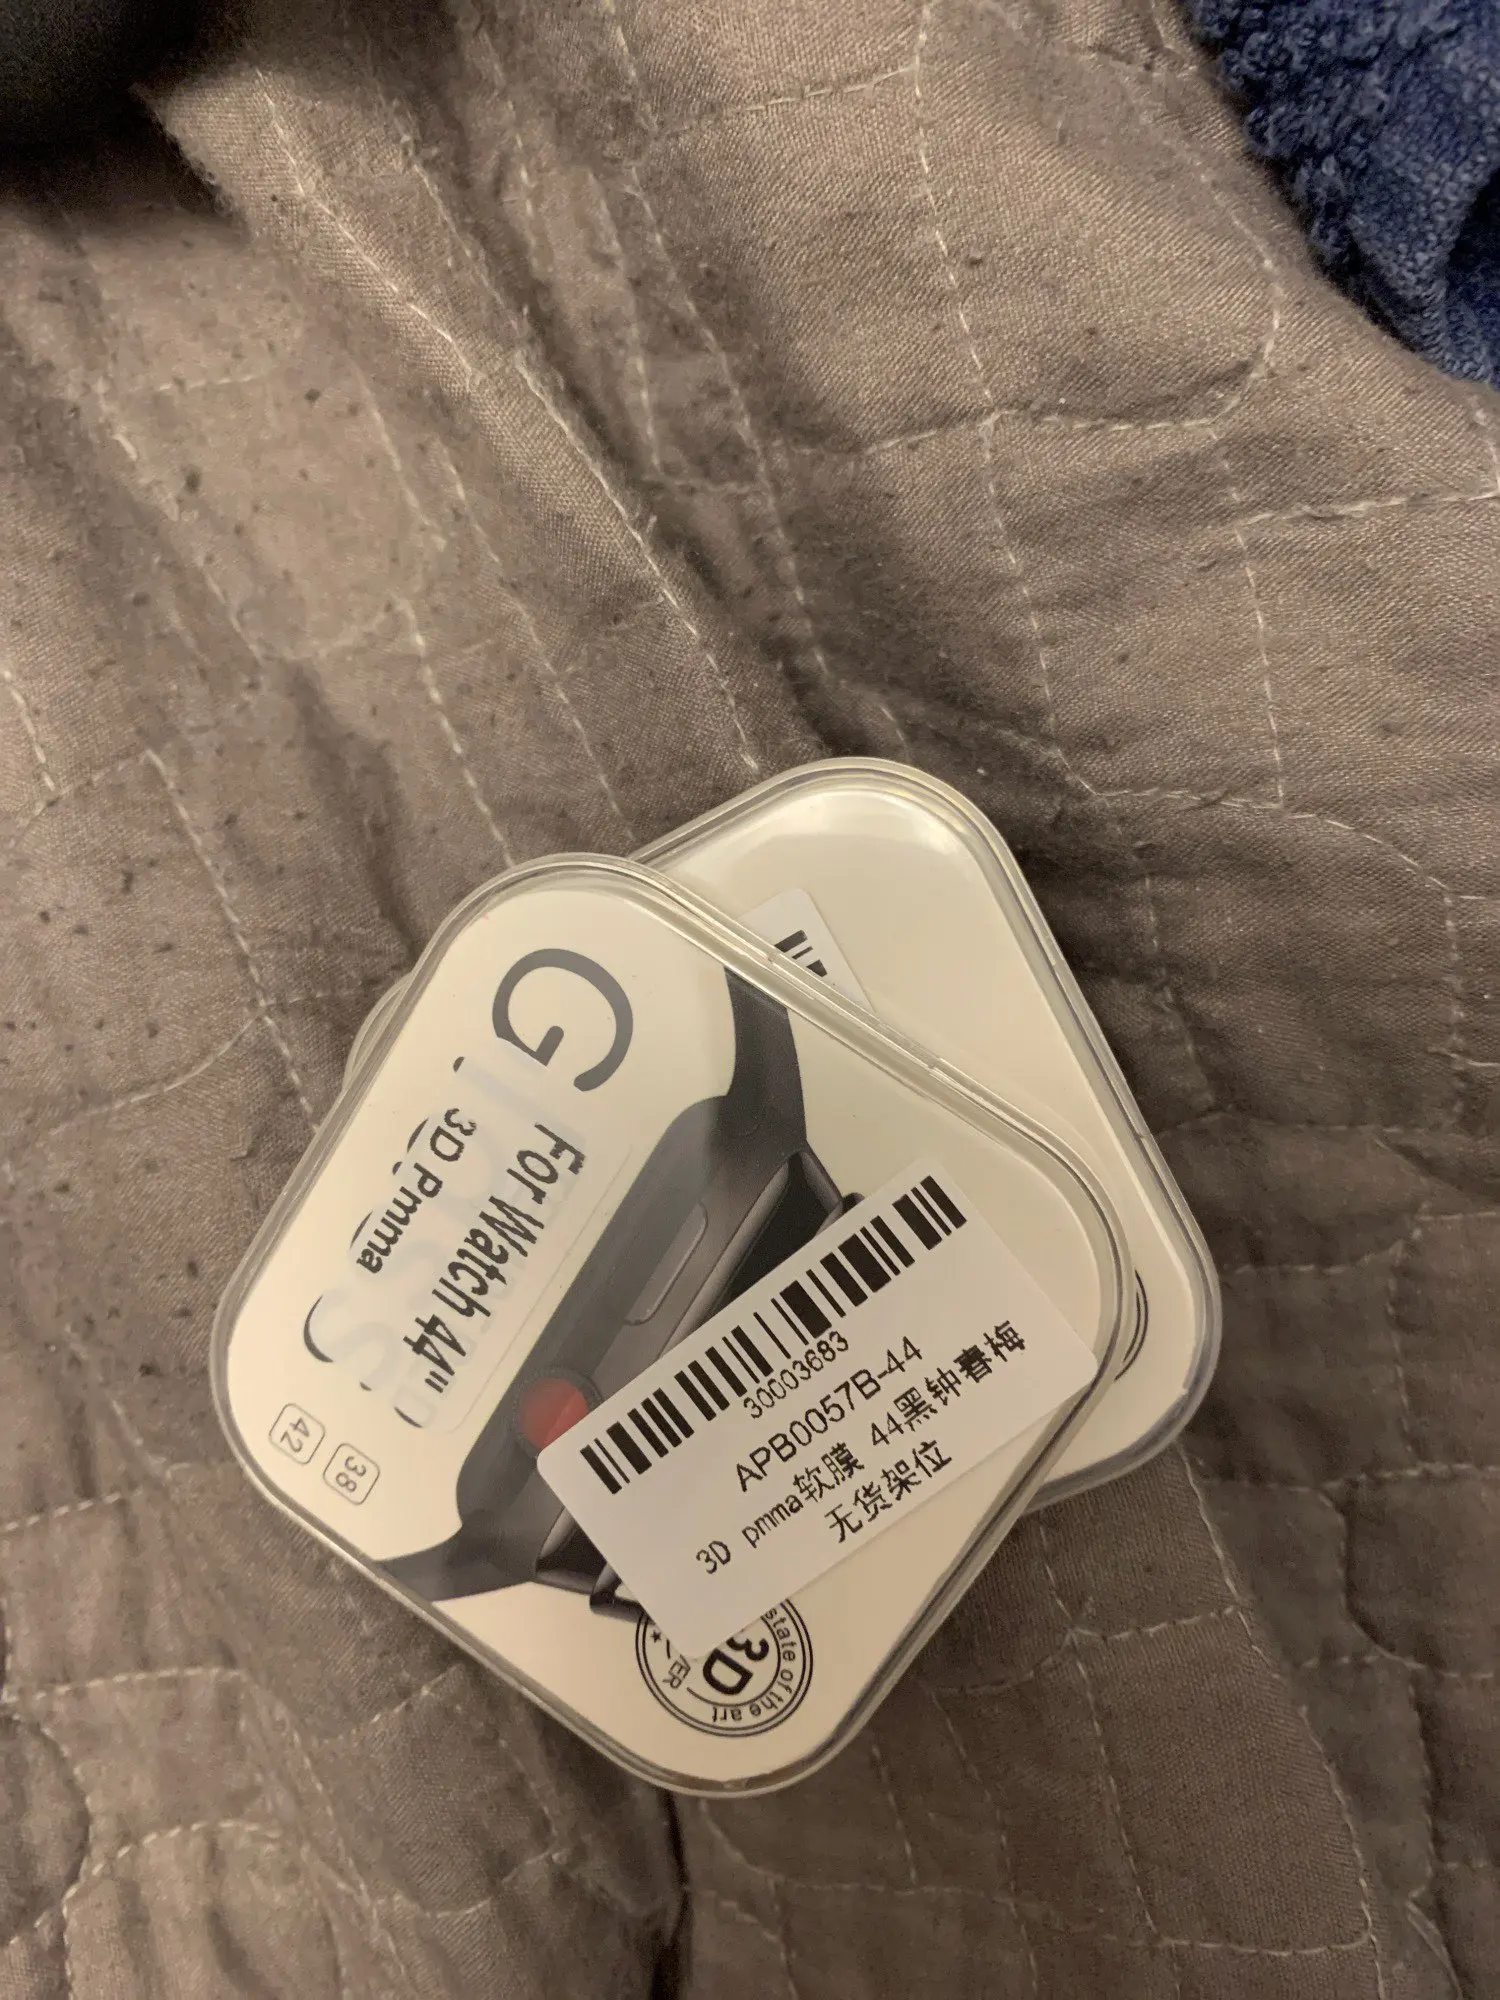 G
For Watch 44"
3D Pmma
42
38
30003683
APB0057B-44
3D pmma软膜 44黑钟春梅
无货架位
3D
state of the art